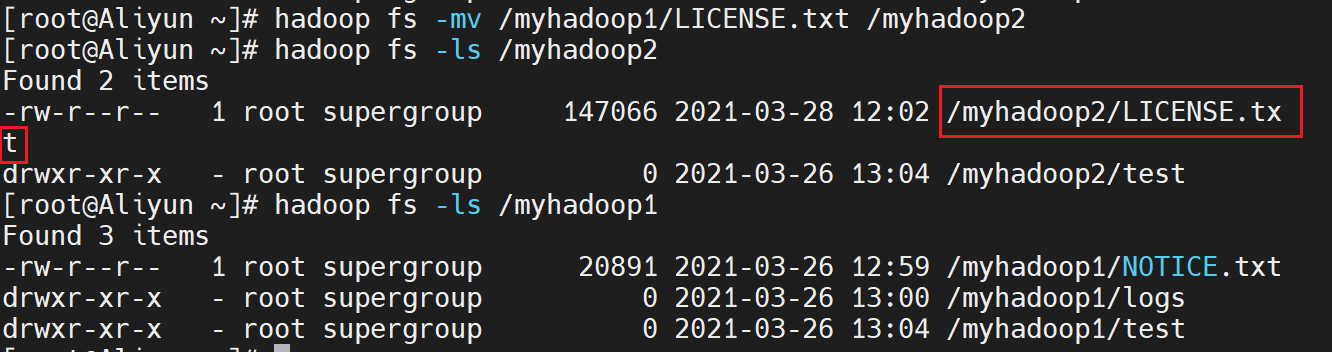 [root@Aliyun ~]# hadoop fs -mv /myhadoop1/LICENSE.txt /myhadoop2
[root@Aliyun ~]# hadoop fs -ls /myhadoop2
Found 2 items
-rw-r--r--   1 root supergroup     147066 2021-03-28 12:02 /myhadoop2/LICENSE.tx
t
drwxr-xr-x   - root supergroup          0 2021-03-26 13:04 /myhadoop2/test
[root@Aliyun ~]# hadoop fs -ls /myhadoop1
Found 3 items
-rw-r--r--   1 root supergroup      20891 2021-03-26 12:59 /myhadoop1/NOTICE.txt
drwxr-xr-x   - root supergroup          0 2021-03-26 13:00 /myhadoop1/logs
drwxr-xr-x   - root supergroup          0 2021-03-26 13:04 /myhadoop1/test
[root@Aliyun ~]#